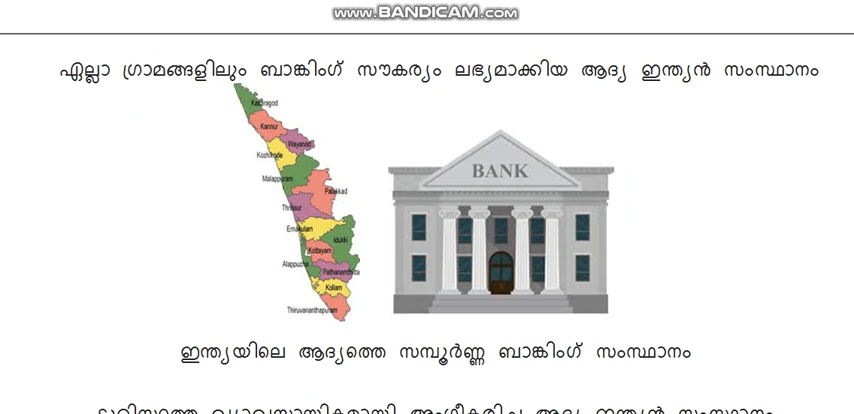 www.BANDICAM.com
ഏല്ലാ ഗ്രാമങ്ങളിലും ബാങ്കിംഗ് സൗകര്യം ലഭ്യമാക്കിയ ആദ്യ ഇന്ത്യൻ സംസ്ഥാനം
Kasaragod
Kannur
Wayanad
Kozhikode
Malappuram
Palakkad
Thrissur
Ernakulam
Idukki
Kottayam
Alappuzha
Pathanamthitta
Kollam
Thiruvananthapuram
BANK
ഇന്ത്യയിലെ ആദ്യത്തെ സമ്പൂർണ്ണ ബാങ്കിംഗ് സംസ്ഥാനം